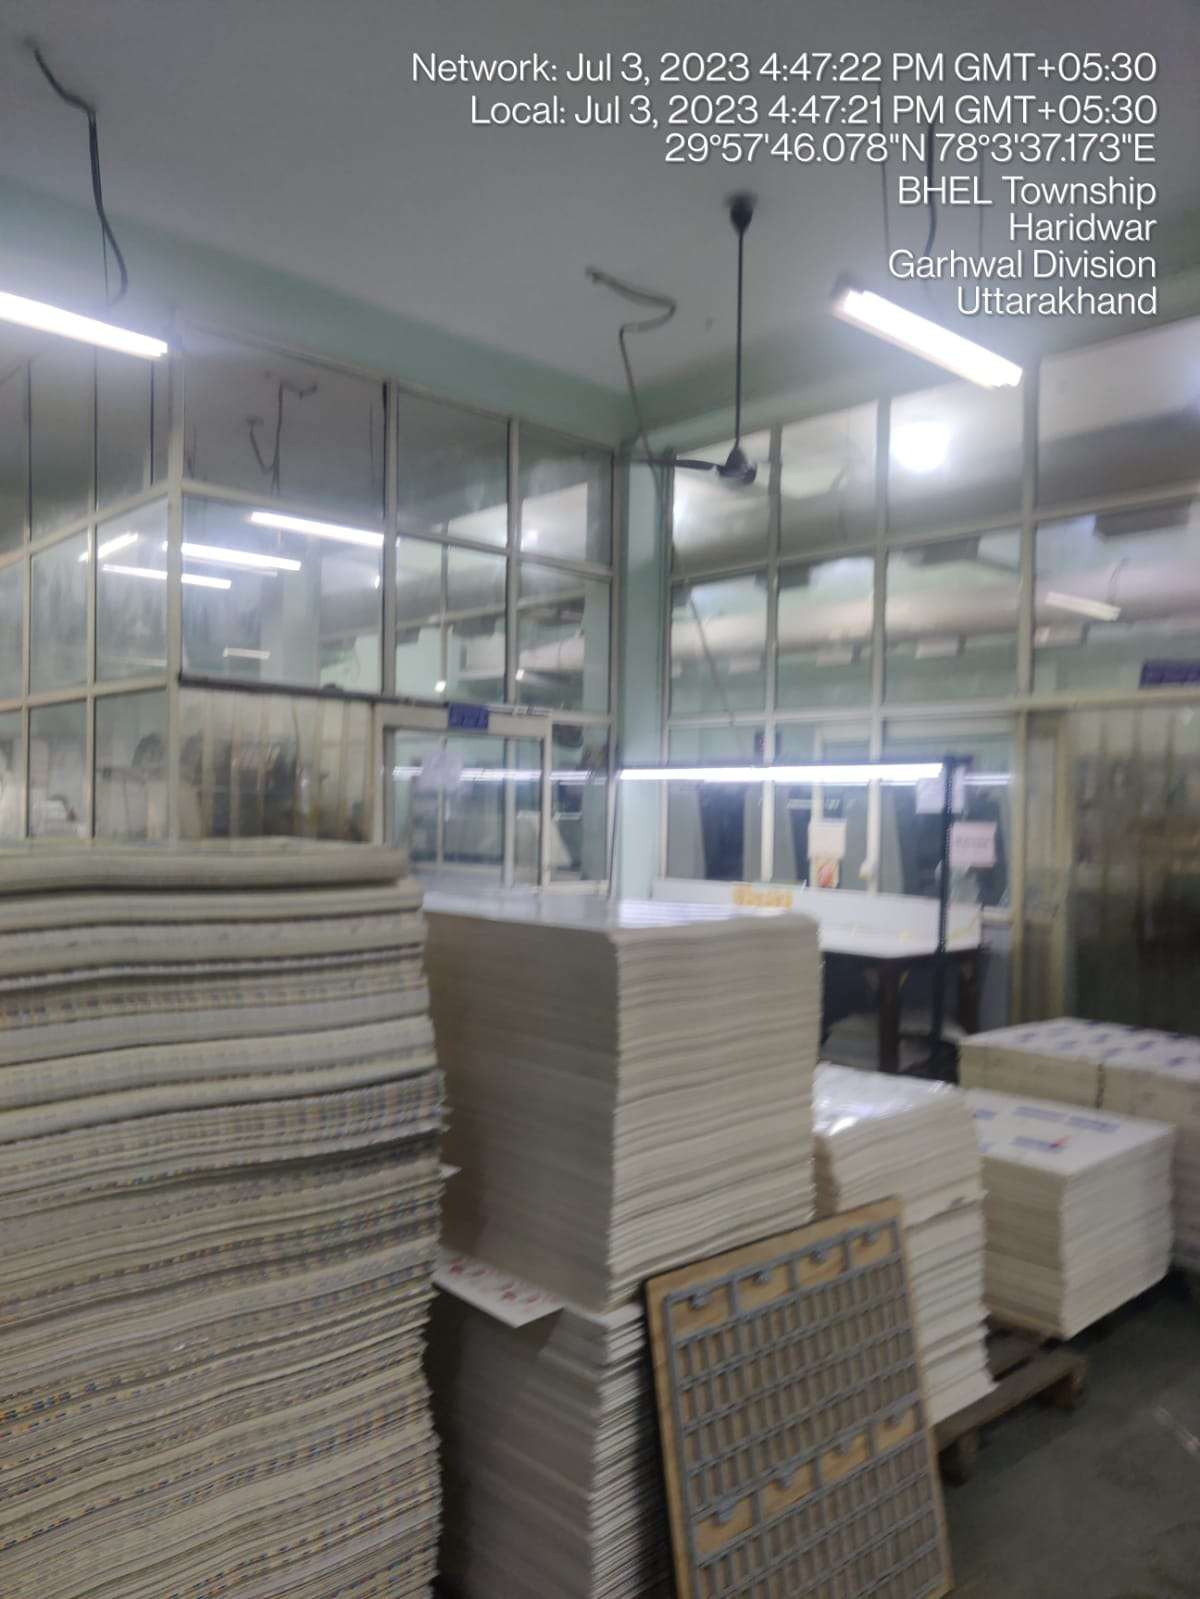 Network: Jul 3, 2023 4:47:22 PM GMT+05:30
Local: Jul 3, 2023 4:47:21 PM GMT+05:30
29°57'46.078"N 78°3'37.173"E
BHEL Township
Haridwar
Garhwal Division
Uttarakhand